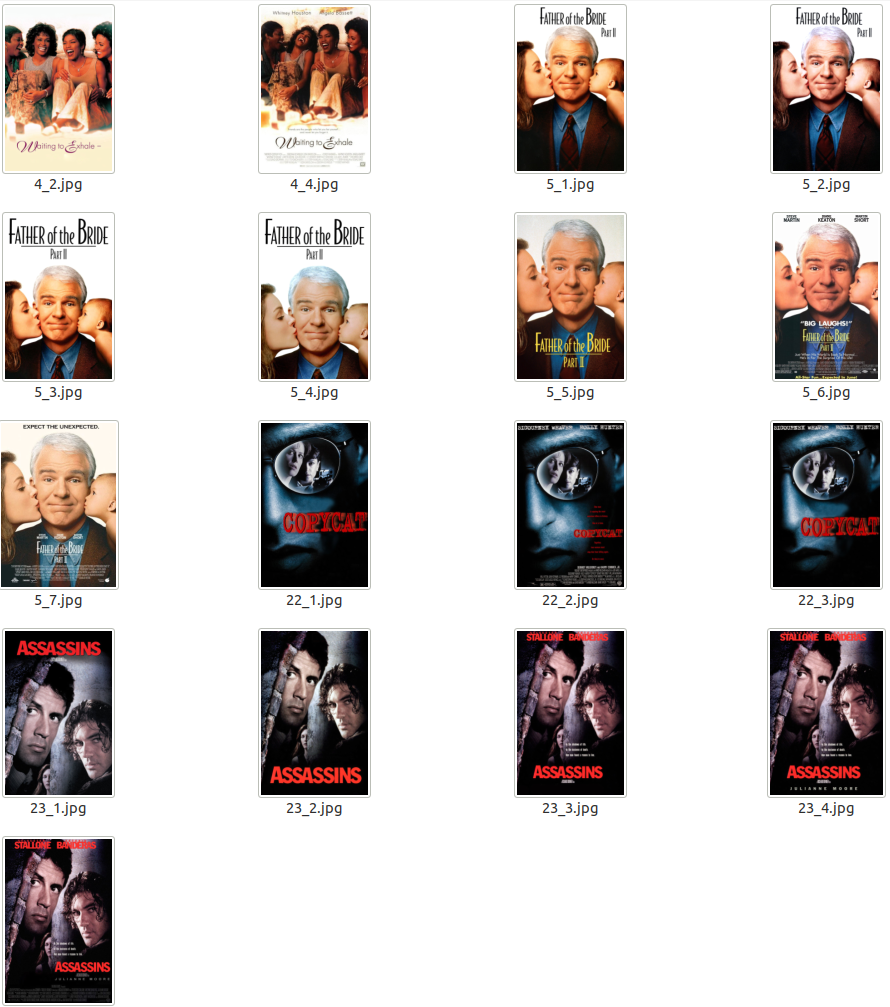 Whitney Houston Angela Bassett
FATHER of the BRIDE
PART II
FATHER of the BRIDE
PART II
Waiting to Exhale
Waiting to Exhale
4_2.jpg
4_4.jpg
5_1.jpg
5_2.jpg
FATHER of the BRIDE
PART II
FATHER of the BRIDE
PART II
STEVE MARTIN
DIANE KEATON
MARTIN SHORT
"BIG LAUGHS!"
FATHER of the BRIDE
PART II
FATHER of the BRIDE
PART II
5_3.jpg
5_4.jpg
5_5.jpg
5_6.jpg
EXPECT THE UNEXPECTED.
SIGOURNEY WEAVER HOLLY HUNTER
SIGOURNEY WEAVER HOLLY HUNTER
COPYCAT
COPYCAT
COPYCAT
FATHER of the BRIDE
PART II
5_7.jpg
22_1.jpg
22_2.jpg
22_3.jpg
ASSASSINS
STALLONE BANDERAS
STALLONE BANDERAS
ASSASSINS
ASSASSINS
ASSASSINS
JULIANNE MOORE
23_1.jpg
23_2.jpg
23_3.jpg
23_4.jpg
STALLONE BANDERAS
ASSASSINS
JULIANNE MOORE